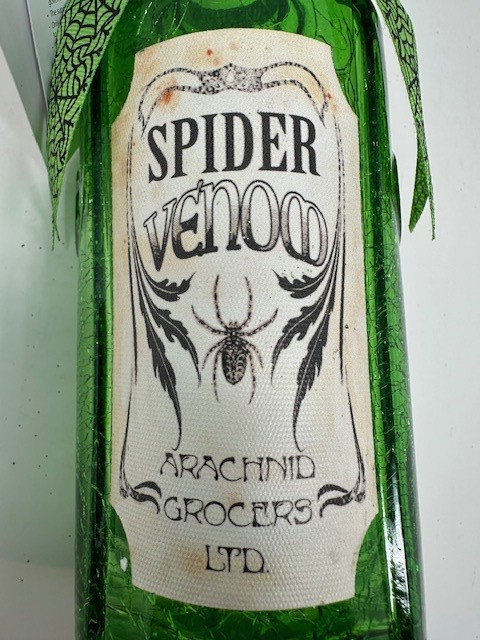 SPIDER
VENOM
ARACHNID
GROCERS
LTD.